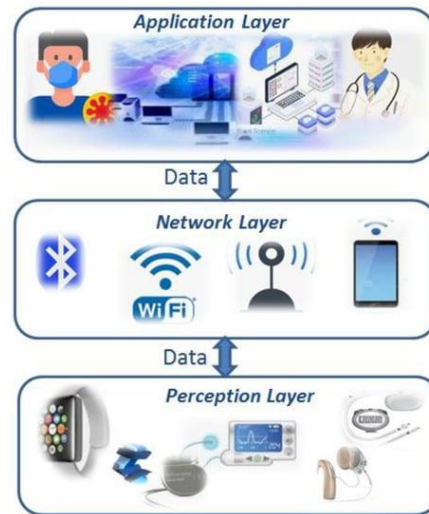 Application Layer
Data
Network Layer
WiFi
Data
Perception Layer